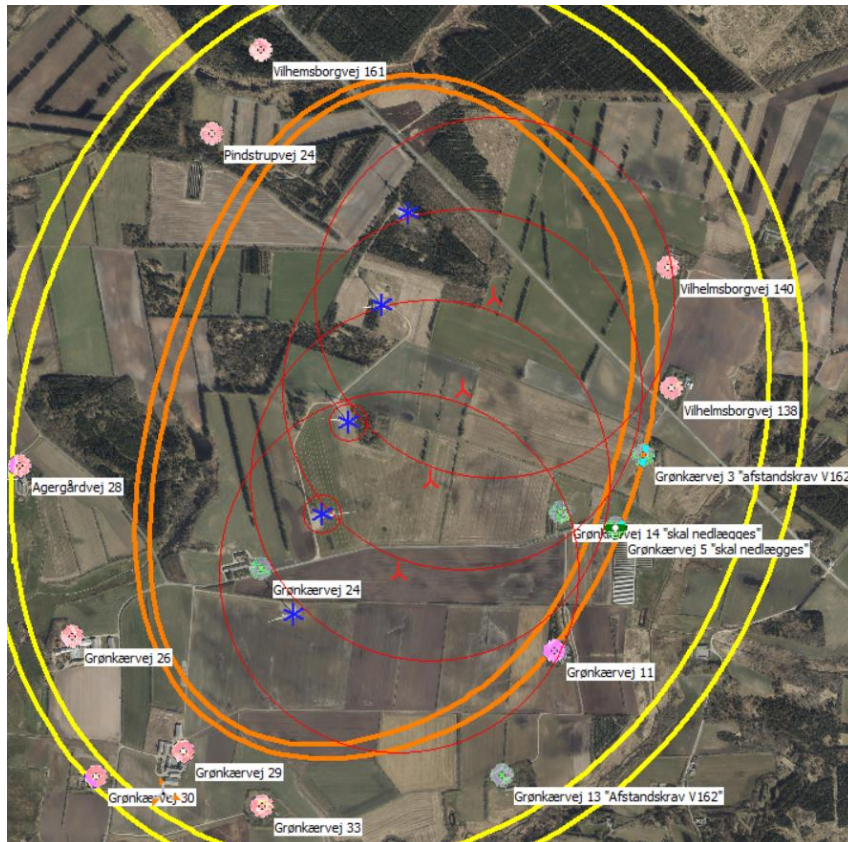 Vilhemsborgvej 161
Pindstrupvej 24
Vilhelmsborgvej 140
Vilhelmsborgvej 138
Grønkærvej 3 "afstandskrav V162
Agergårdvej 28
Grønkærvej 14 "skal nedlægges"
Grønkærvej 5 "skal nedlægges"
Grønkærvej 24
Grønkærvej 26
Grønkærvej 11
Grønkærvej 29
Grønkærvej 30
Grønkærvej 13 "Afstandskrav V162"
Grønkærvej 33